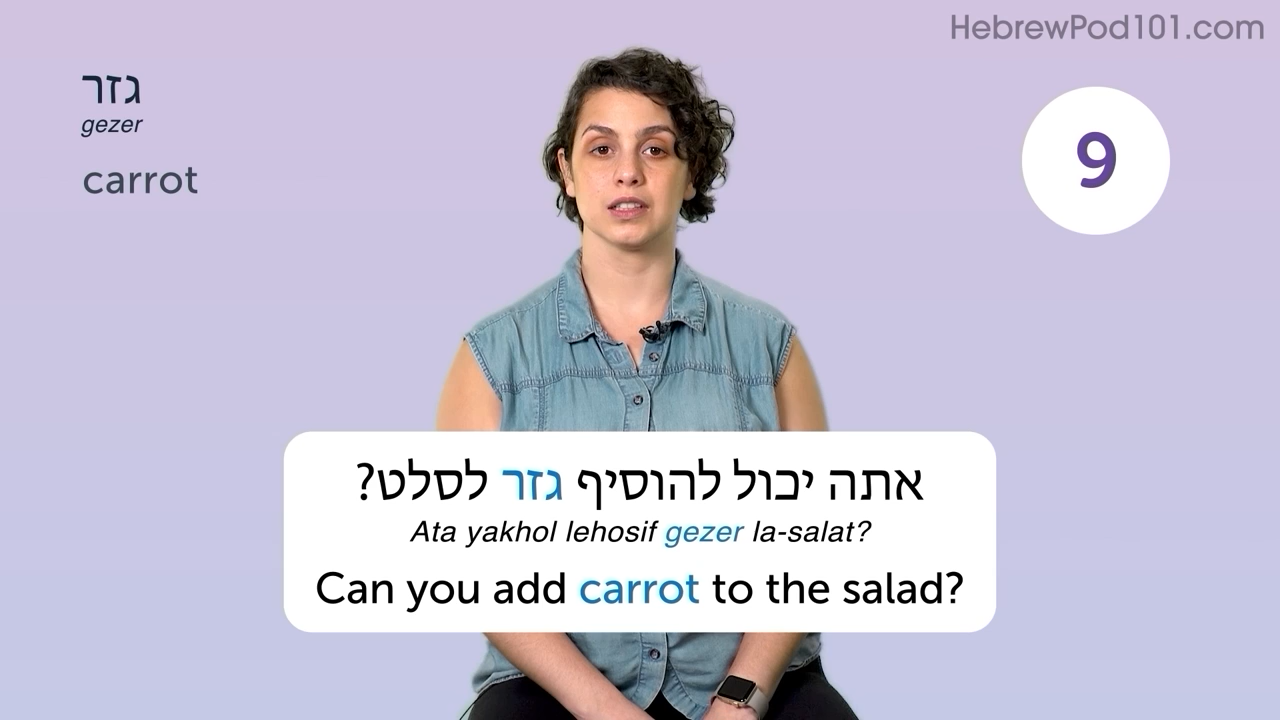 HebrewPod101.com
גזר
gezer
carrot
9
אתה יכול להוסיף גזר לסלט?
Ata yakhol lehosif gezer la-salat?
Can you add carrot to the salad?